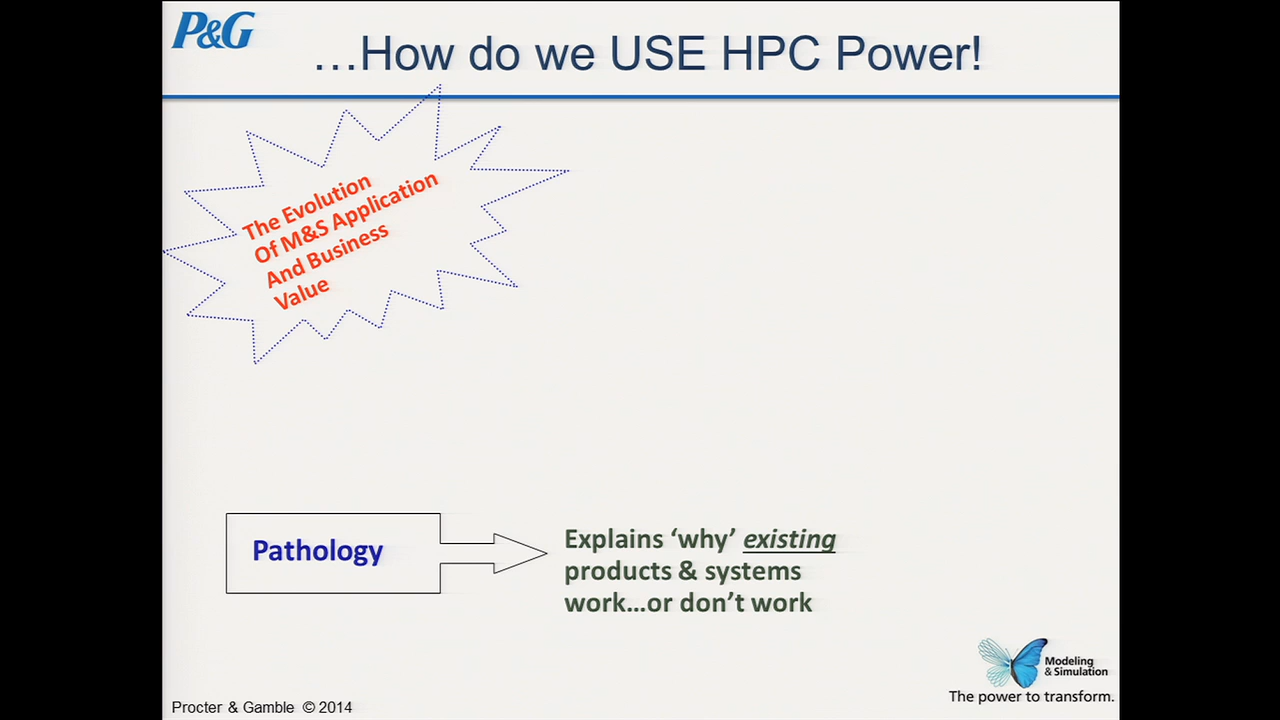 P&G
…How do we USE HPC Power!
The Evolution
Of M&S Application
And Business
Value
Pathology
Explains ‘why’ existing
products & systems
work…or don’t work
Modeling
& Simulation
The power to transform.
Procter & Gamble © 2014